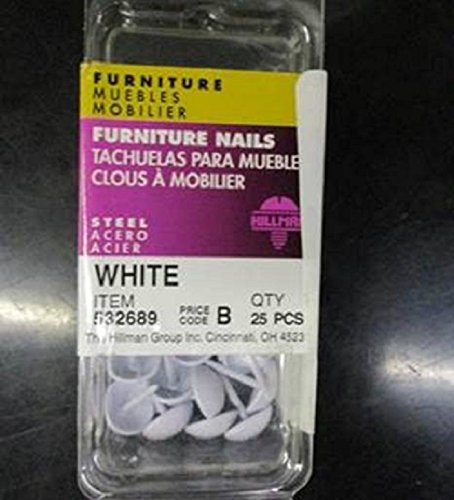 FURNITURE
MUEBLES
MOBILIER
FURNITURE NAILS
TACHUELAS PARA MUEBLE
CLOUS À MOBILIER
STEEL
ACERO
ACIER
HILLMAN
WHITE
ITEM
532689
PRICE CODE B
QTY
25 PCS
The Hillman Group Inc. Cincinnati, OH 4523